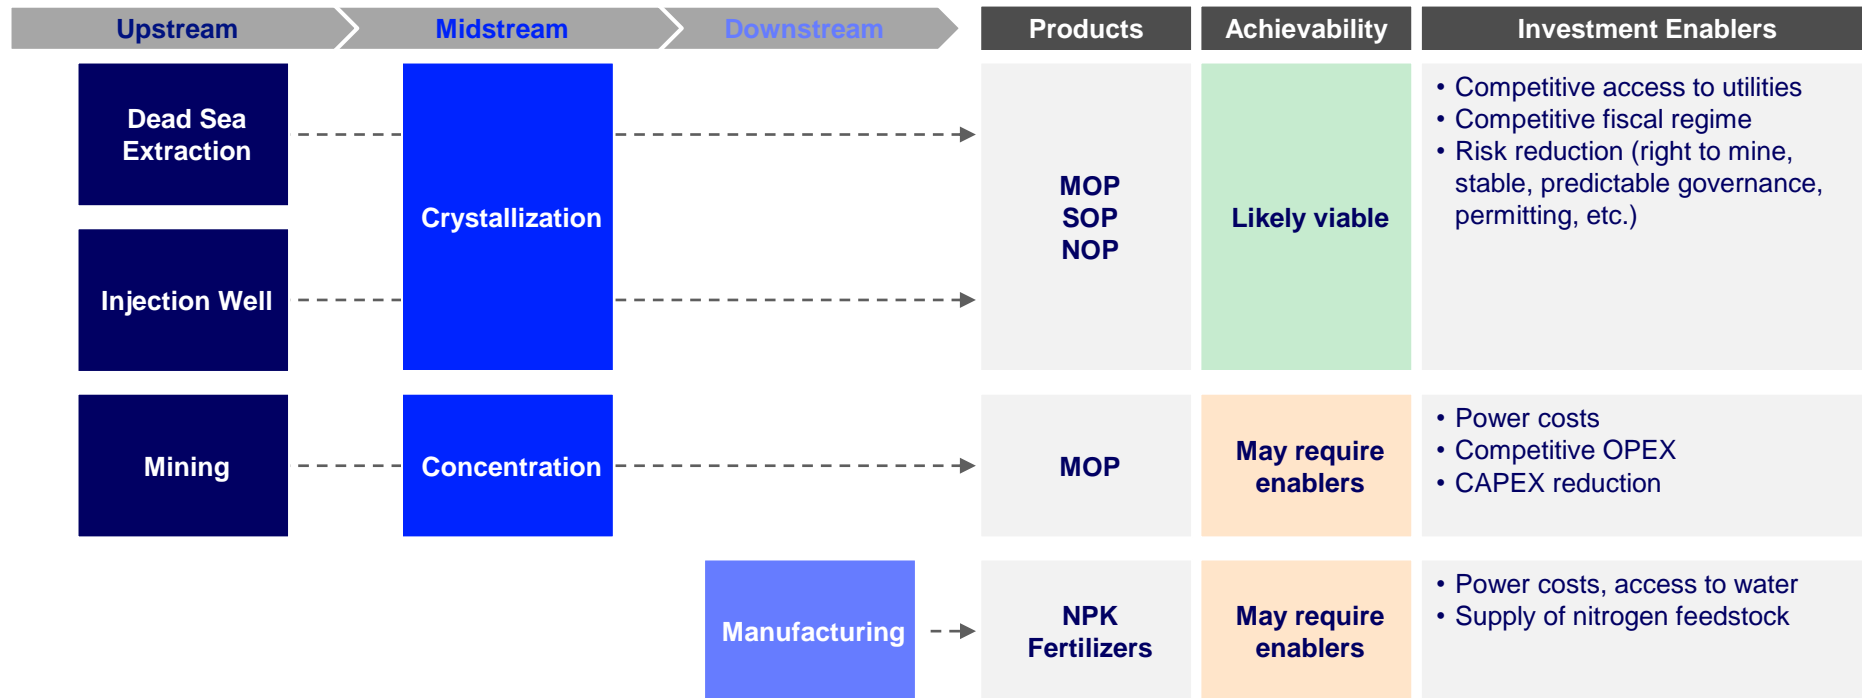 Upstream
Midstream
Downstream
Products
Achievability
Investment Enablers
Dead Sea
Extraction
Injection Well
Crystallization
MOP
SOP
NOP
Likely viable
• Competitive access to utilities
• Competitive fiscal regime
• Risk reduction (right to mine,
stable, predictable governance,
permitting, etc.)
Mining
Concentration
MOP
May require
enablers
• Power costs
• Competitive OPEX
• CAPEX reduction
Manufacturing
NPK
Fertilizers
May require
enablers
• Power costs, access to water
• Supply of nitrogen feedstock